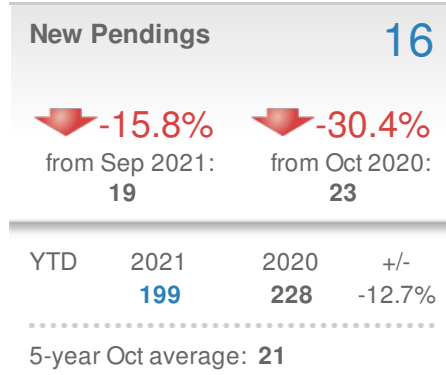 New Pendings 16
-15.8% -30.4%
from Sep 2021: from Oct 2020:
19 23
YTD 2021 2020 +/-
199 228 -12.7%
5-year Oct average: 21